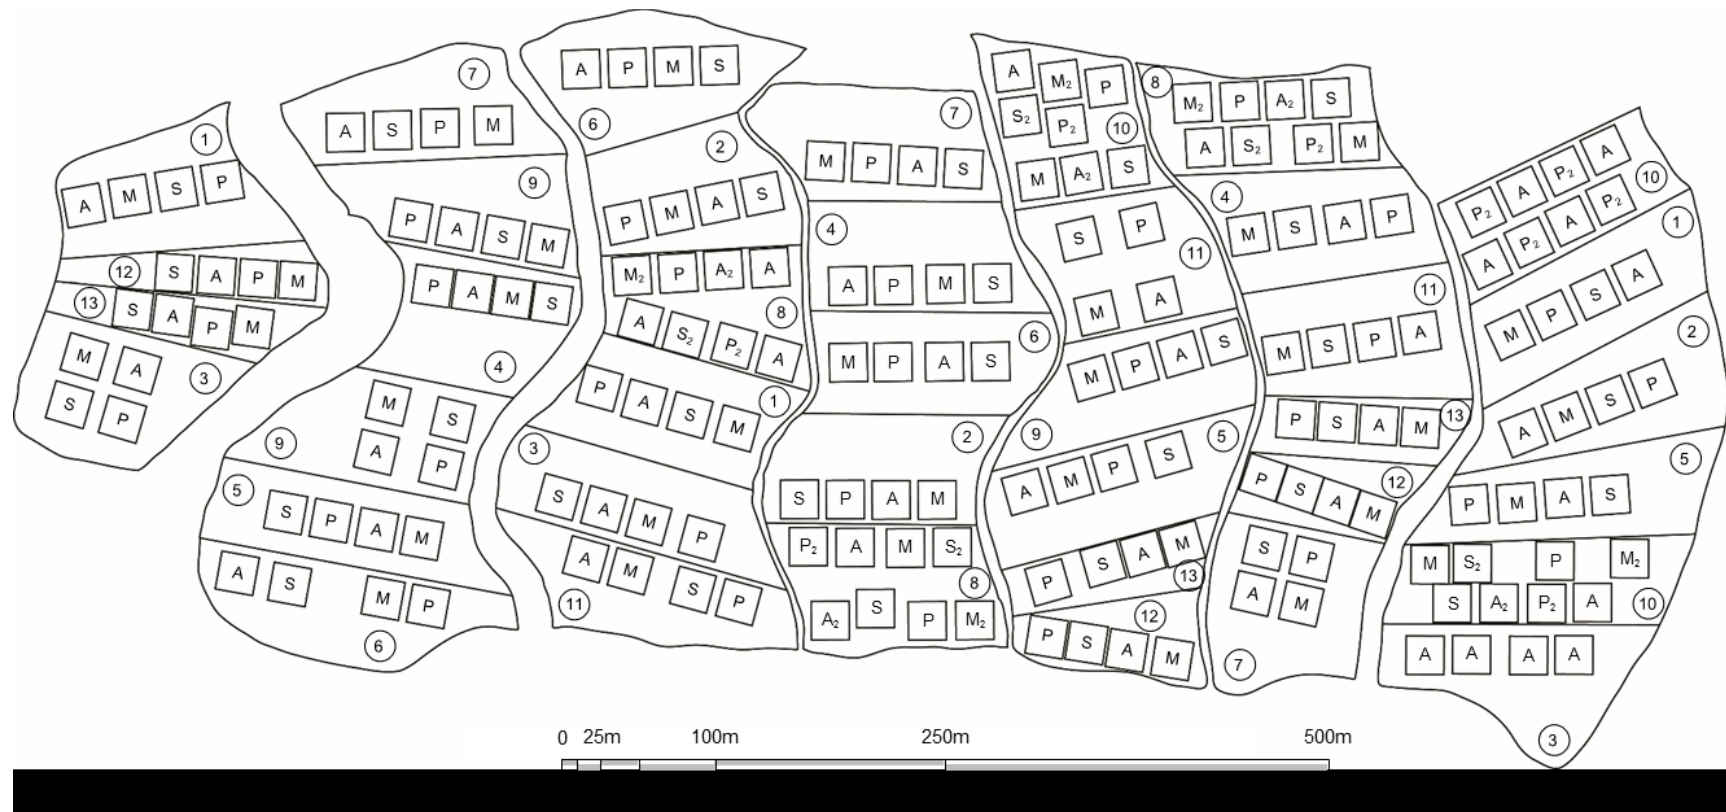 1
A M S P
12
S A P M
13
S A P M
M A
S P
3
7
A S P M
9
P A S M
P A M S
4
M S
A P
9
5
S P A M
A S M P
6
A P M S
6
2
P M A S
M₂ P A₂ A
8
A S₂ P₂ A
1
P A S M
3
S A M P
A M S P
11
7
M P A S
4
A P M S
6
M P A S
2
S P A M
P₂ A M S₂
8
A₂ S P M₂
A M₂ P
S₂ P₂
10
M A₂ S
S P
11
M A
M P A S
9
5
A M P S
P S A M
13
12
P S A M
8
M₂ P A₂ S
A S₂ P₂ M
4
M S A P
11
M S P A
13
P S A M
12
P S A M
S P
A M
7
P₂ A P₂ A
10
A P₂ A P₂
1
M P S A
2
A M S P
5
P M A S
M S₂ P M₂
S A₂ P₂ A
10
A A A A
3
0 25m 100m 250m 500m